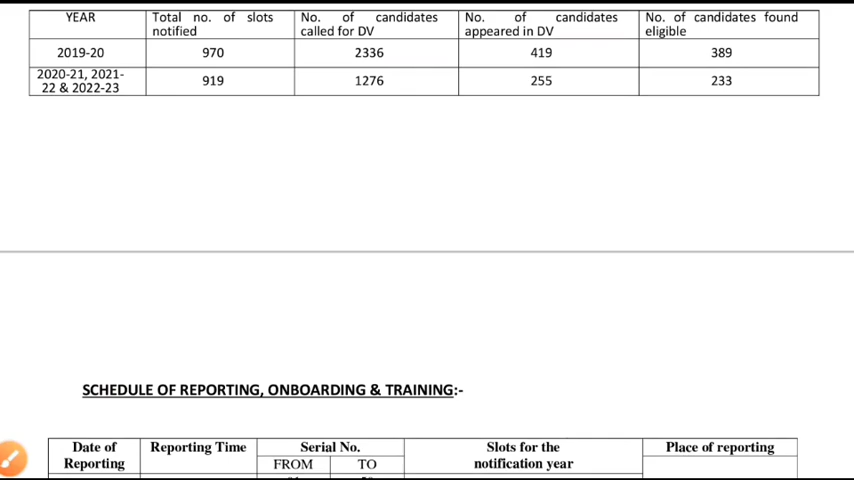 YEAR Total no. of slots notified No. of candidates called for DV No. of candidates appeared in DV No. of candidates found eligible
2019-20 970 2336 419 389
2020-21, 2021-22 & 2022-23 919 1276 255 233
SCHEDULE OF REPORTING, ONBOARDING & TRAINING:-
Date of Reporting Reporting Time Serial No. Slots for the notification year Place of reporting
FROM TO